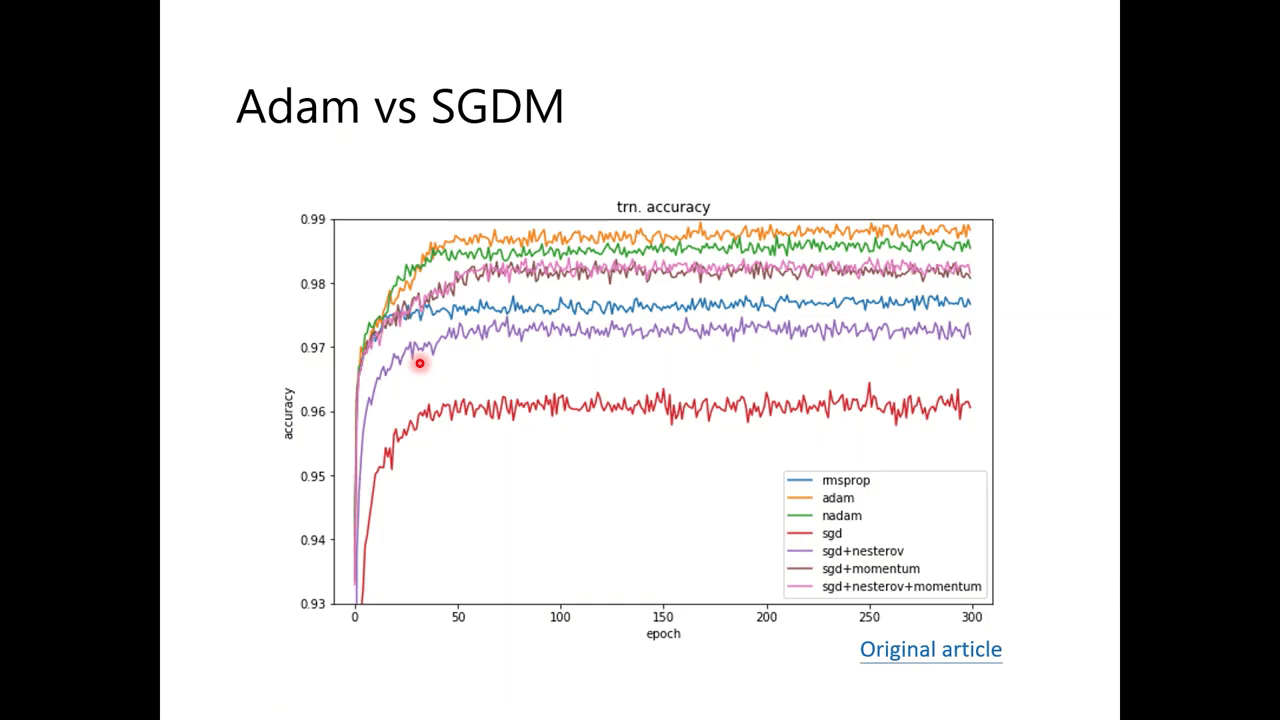 Adam vs SGDM
trn. accuracy
0.99
0.98
0.97
0.96
0.95
0.94
0.93
accuracy
rmsprop
adam
nadam
sgd
sgd+nesterov
sgd+momentum
sgd+nesterov+momentum
0 50 100 150 200 250 300
epoch
Original article